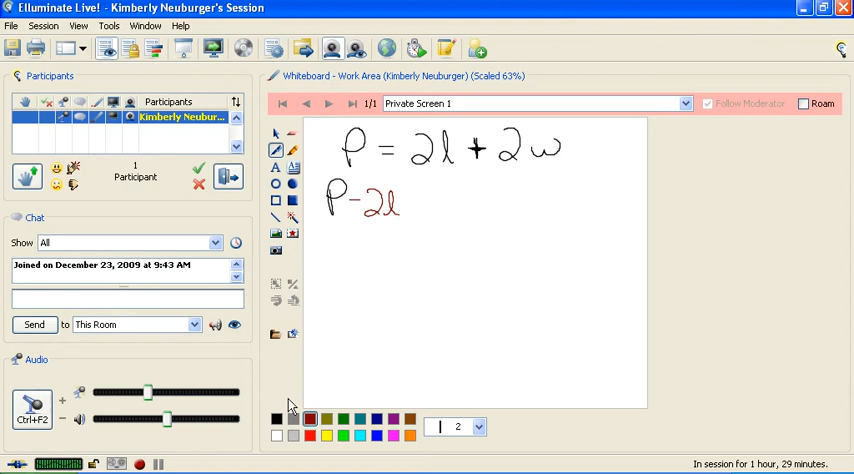 Elluminate Live! - Kimberly Neuburger's Session
File Session View Tools Window Help
Participants
Participants
Kimberly Neubur...
1
Participant
Chat
Show All
Joined on December 23, 2009 at 9:43 AM
Send to This Room
Audio
Ctrl+F2
Whiteboard - Work Area (Kimberly Neuburger) (Scaled 63%)
1/1 Private Screen 1 Follow Moderator Roam
A A
P = 2l + 2w
P - 2l
2
In session for 1 hour, 29 minutes.